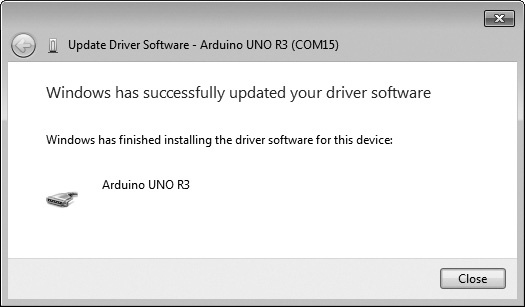 Update Driver Software - Arduino UNO R3 (COM15)
Windows has successfully updated your driver software
Windows has finished installing the driver software for this device:
Arduino UNO R3
Close